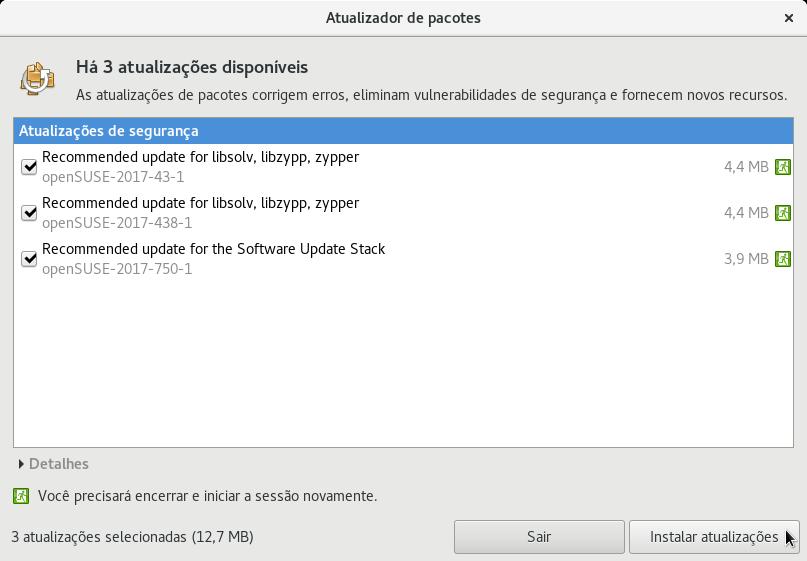 Atualizador de pacotes
Há 3 atualizações disponíveis
As atualizações de pacotes corrigem erros, eliminam vulnerabilidades de segurança e fornecem novos recursos.
Atualizações de segurança
Recommended update for libsolv, libzypp, zypper
openSUSE-2017-43-1
4,4 MB
Recommended update for libsolv, libzypp, zypper
openSUSE-2017-438-1
4,4 MB
Recommended update for the Software Update Stack
openSUSE-2017-750-1
3,9 MB
Detalhes
Você precisará encerrar e iniciar a sessão novamente.
3 atualizações selecionadas (12,7 MB)
Sair
Instalar atualizações